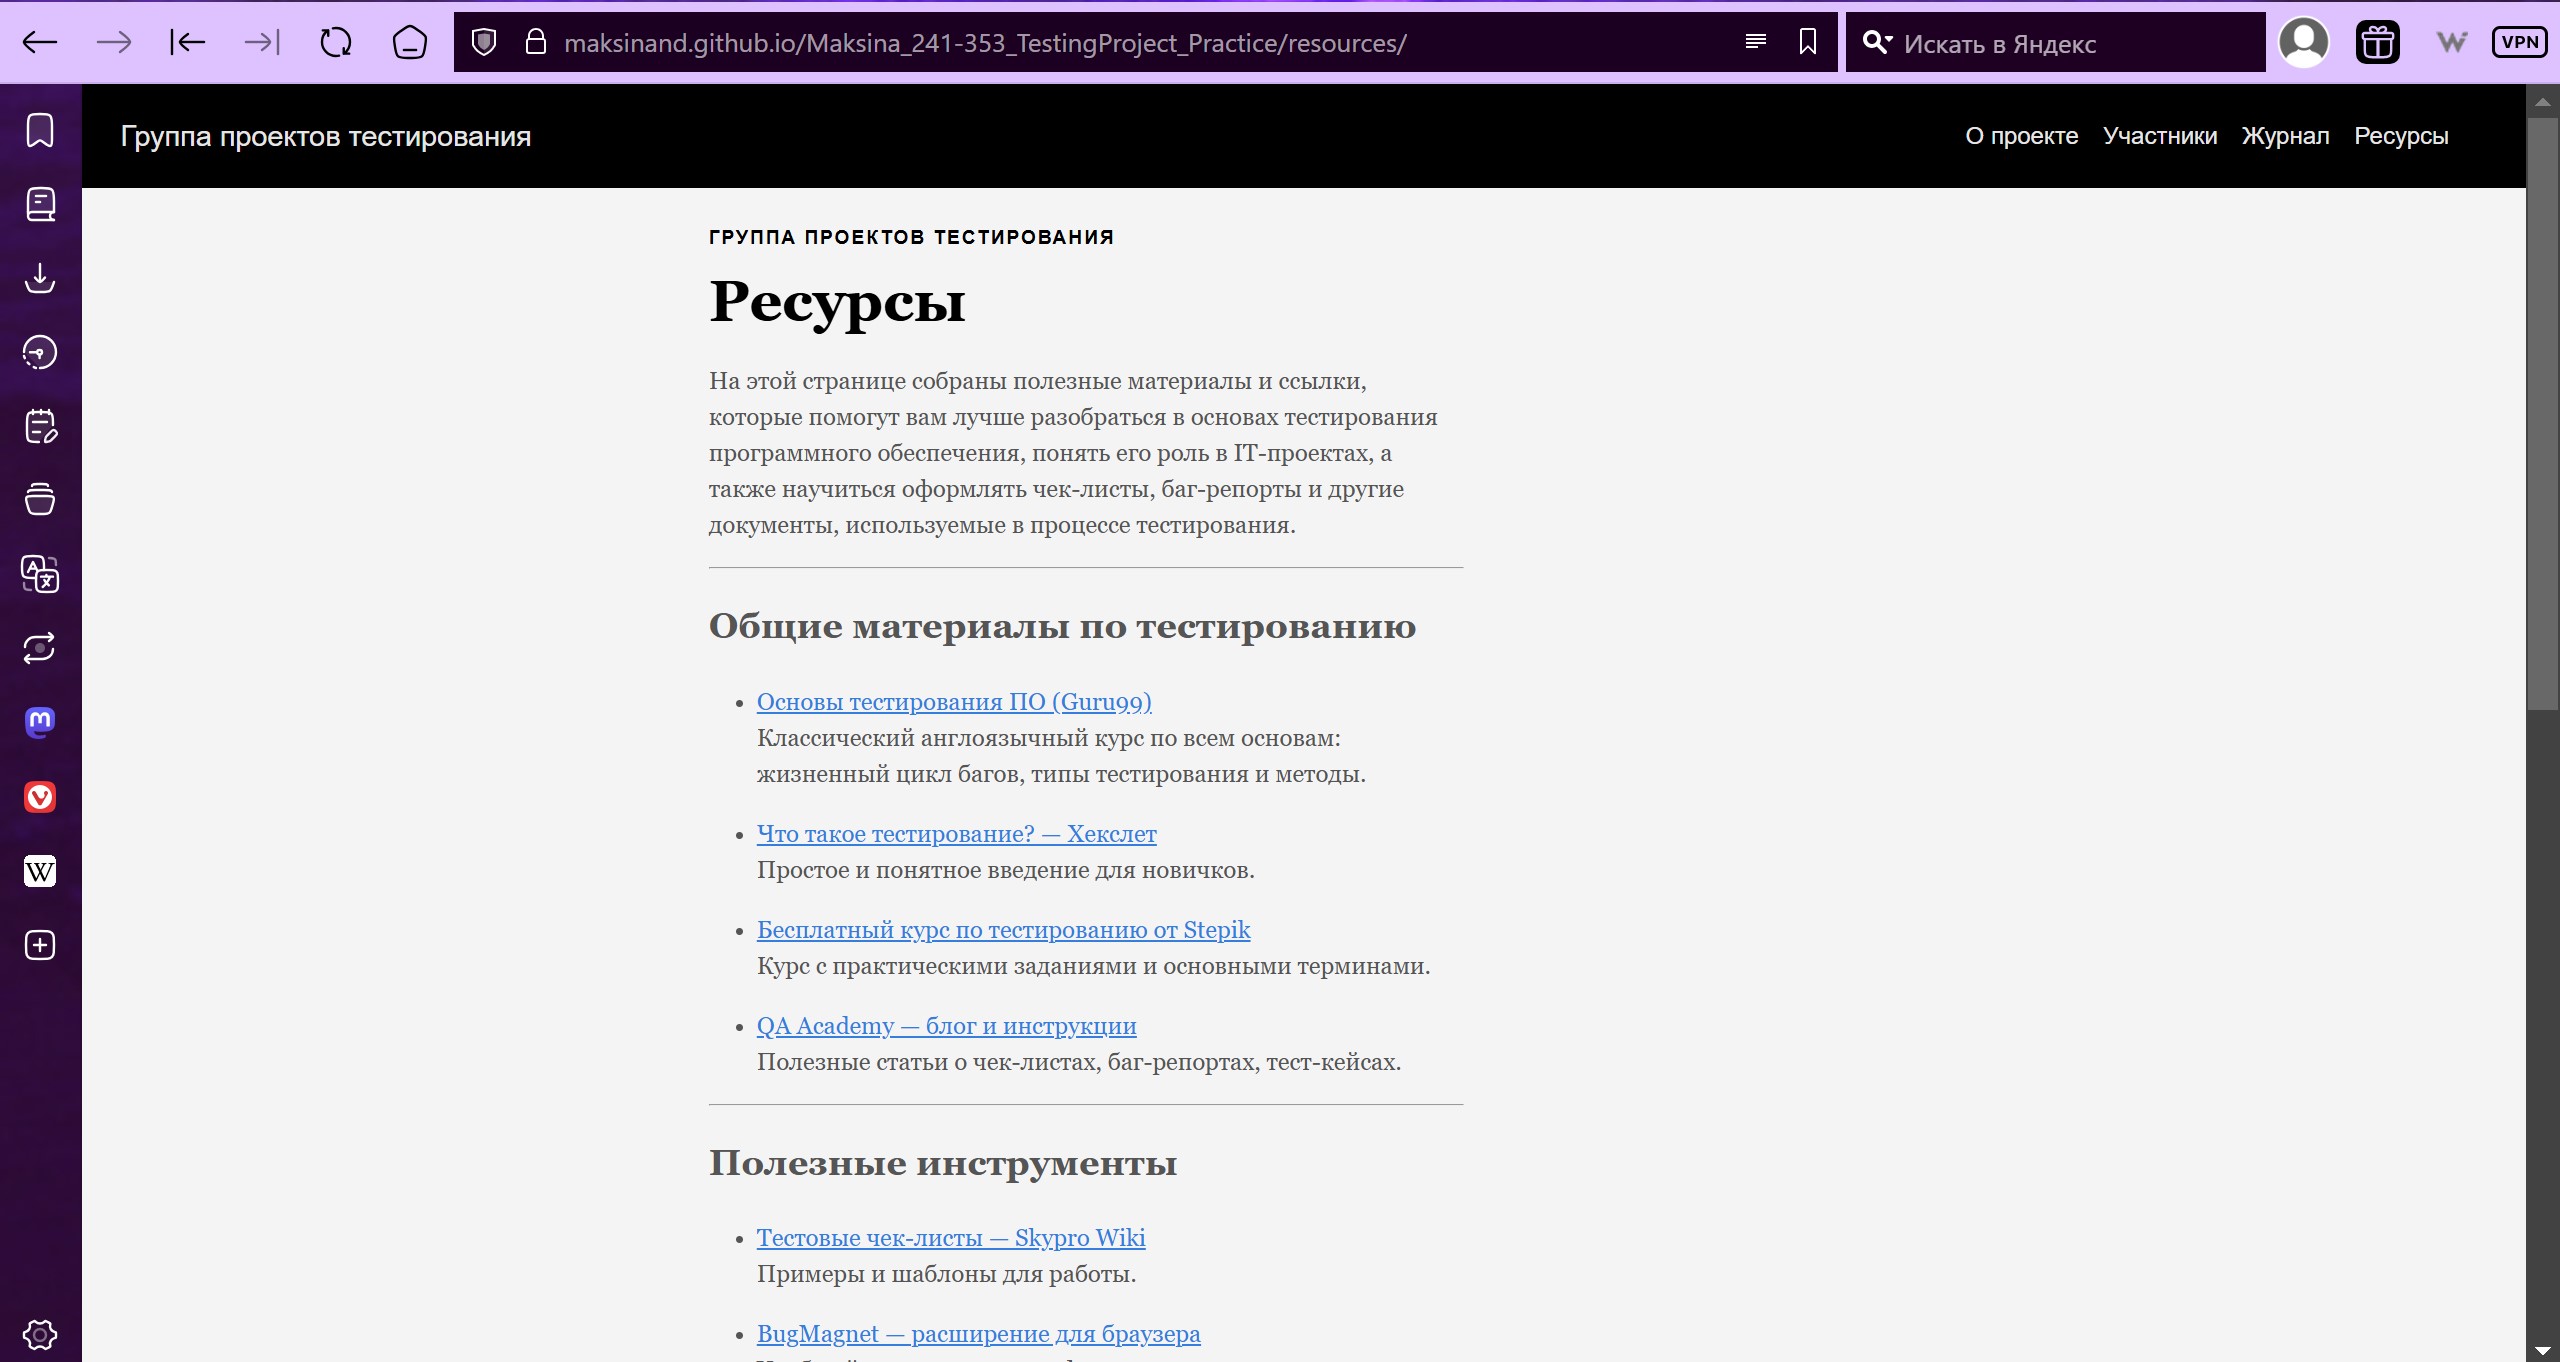 maksinand.github.io/Maksina_241-353_TestingProject_Practice/resources/
Искать в Яндекс
VPN
Группа проектов тестирования
О проекте Участники Журнал Ресурсы
ГРУППА ПРОЕКТОВ ТЕСТИРОВАНИЯ
Ресурсы
На этой странице собраны полезные материалы и ссылки,
которые помогут вам лучше разобраться в основах тестирования
программного обеспечения, понять его роль в IT-проектах, а
также научиться оформлять чек-листы, баг-репорты и другие
документы, используемые в процессе тестирования.
Общие материалы по тестированию
Основы тестирования ПО (Guru99)
Классический англоязычный курс по всем основам:
жизненный цикл багов, типы тестирования и методы.
Что такое тестирование? — Хекслет
Простое и понятное введение для новичков.
Бесплатный курс по тестированию от Stepik
Курс с практическими заданиями и основными терминами.
QA Academy — блог и инструкции
Полезные статьи о чек-листах, баг-репортах, тест-кейсах.
Полезные инструменты
Тестовые чек-листы — Skypro Wiki
Примеры и шаблоны для работы.
BugMagnet — расширение для браузера